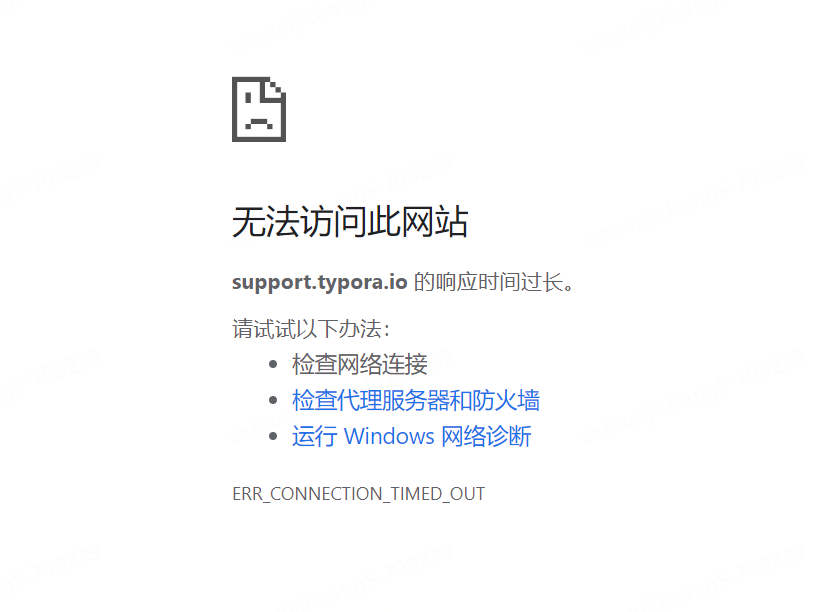 无法访问此网站
support.typora.io 的响应时间过长。
请试试以下办法：
检查网络连接
检查代理服务器和防火墙
运行 Windows 网络诊断
ERR_CONNECTION_TIMED_OUT